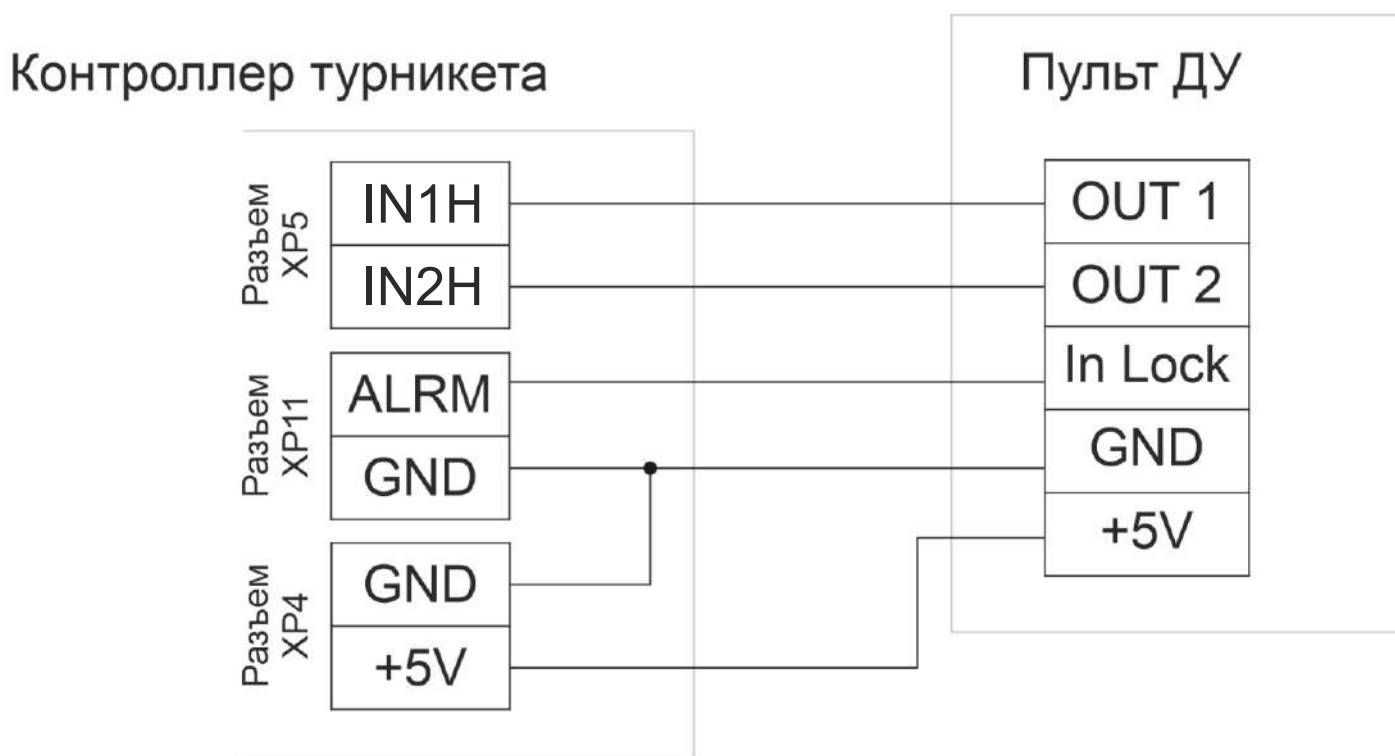 Контроллер турникета
Пульт ДУ
Разъем
XP5
IN1H
IN2H
OUT 1
OUT 2
In Lock
GND
+5V
Разъем
XP11
ALRM
GND
Разъем
XP4
GND
+5V